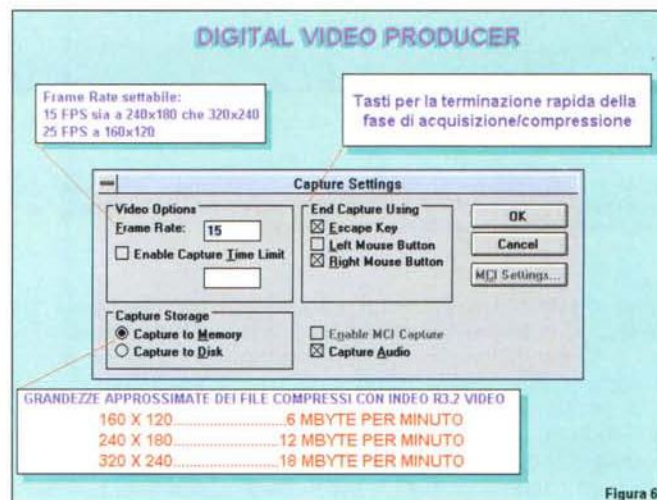 DIGITAL VIDEO PRODUCER
Frame Rate settabile:
15 FPS sia a 240x180 che 320x240
25 FPS a 160x120
Tasti per la terminazione rapida della
fase di acquisizione/compressione
Capture Settings
Video Options
Frame Rate: 15
Enable Capture Time Limit
End Capture Using
Escape Key
Left Mouse Button
Right Mouse Button
OK
Cancel
MCI Settings...
Capture Storage
Capture to Memory
Capture to Disk
Enable MCI Capture
Capture Audio
GRANDEZZE APPROSSIMATE DEI FILE COMPRESSI CON INDEO R3.2 VIDEO
160 X 120............................6 MBYTE PER MINUTO
240 X 180............................12 MBYTE PER MINUTO
320 X 240............................18 MBYTE PER MINUTO
Figura 6